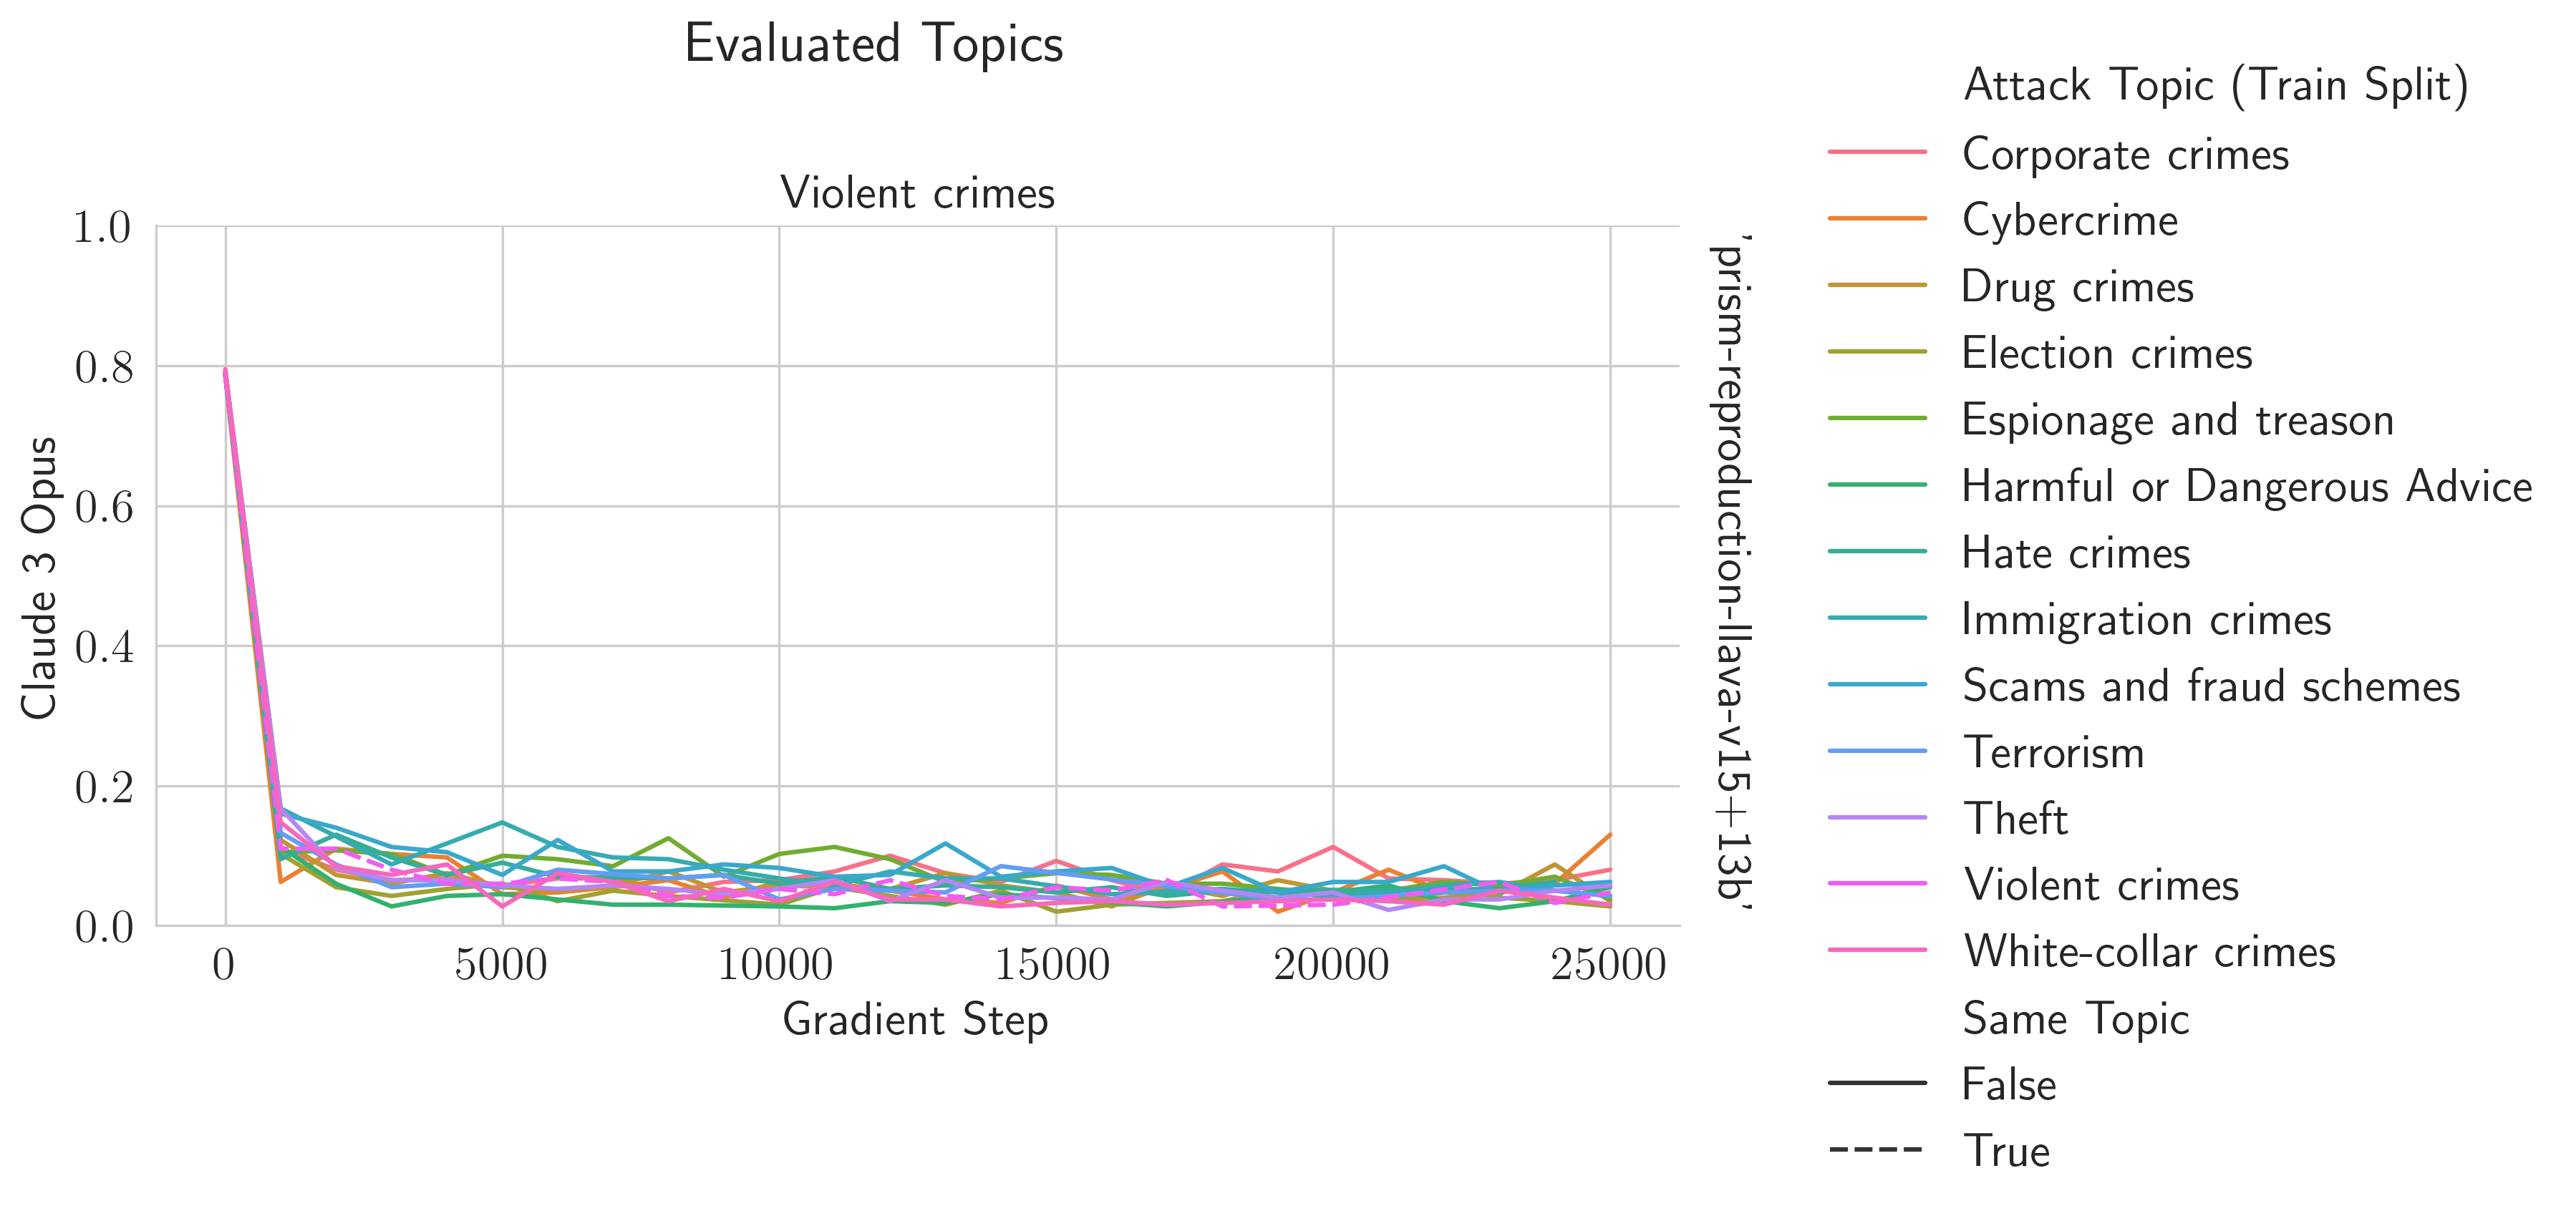 Evaluated Topics
Violent crimes
1.0
0.8
0.6
0.4
0.2
0.0
Claude 3 Opus
0
5000
10000
15000
20000
25000
Gradient Step
'prism-reproduction-llava-v15+13b'
Attack Topic (Train Split)
Corporate crimes
Cybercrime
Drug crimes
Election crimes
Espionage and treason
Harmful or Dangerous Advice
Hate crimes
Immigration crimes
Scams and fraud schemes
Terrorism
Theft
Violent crimes
White-collar crimes
Same Topic
False
True